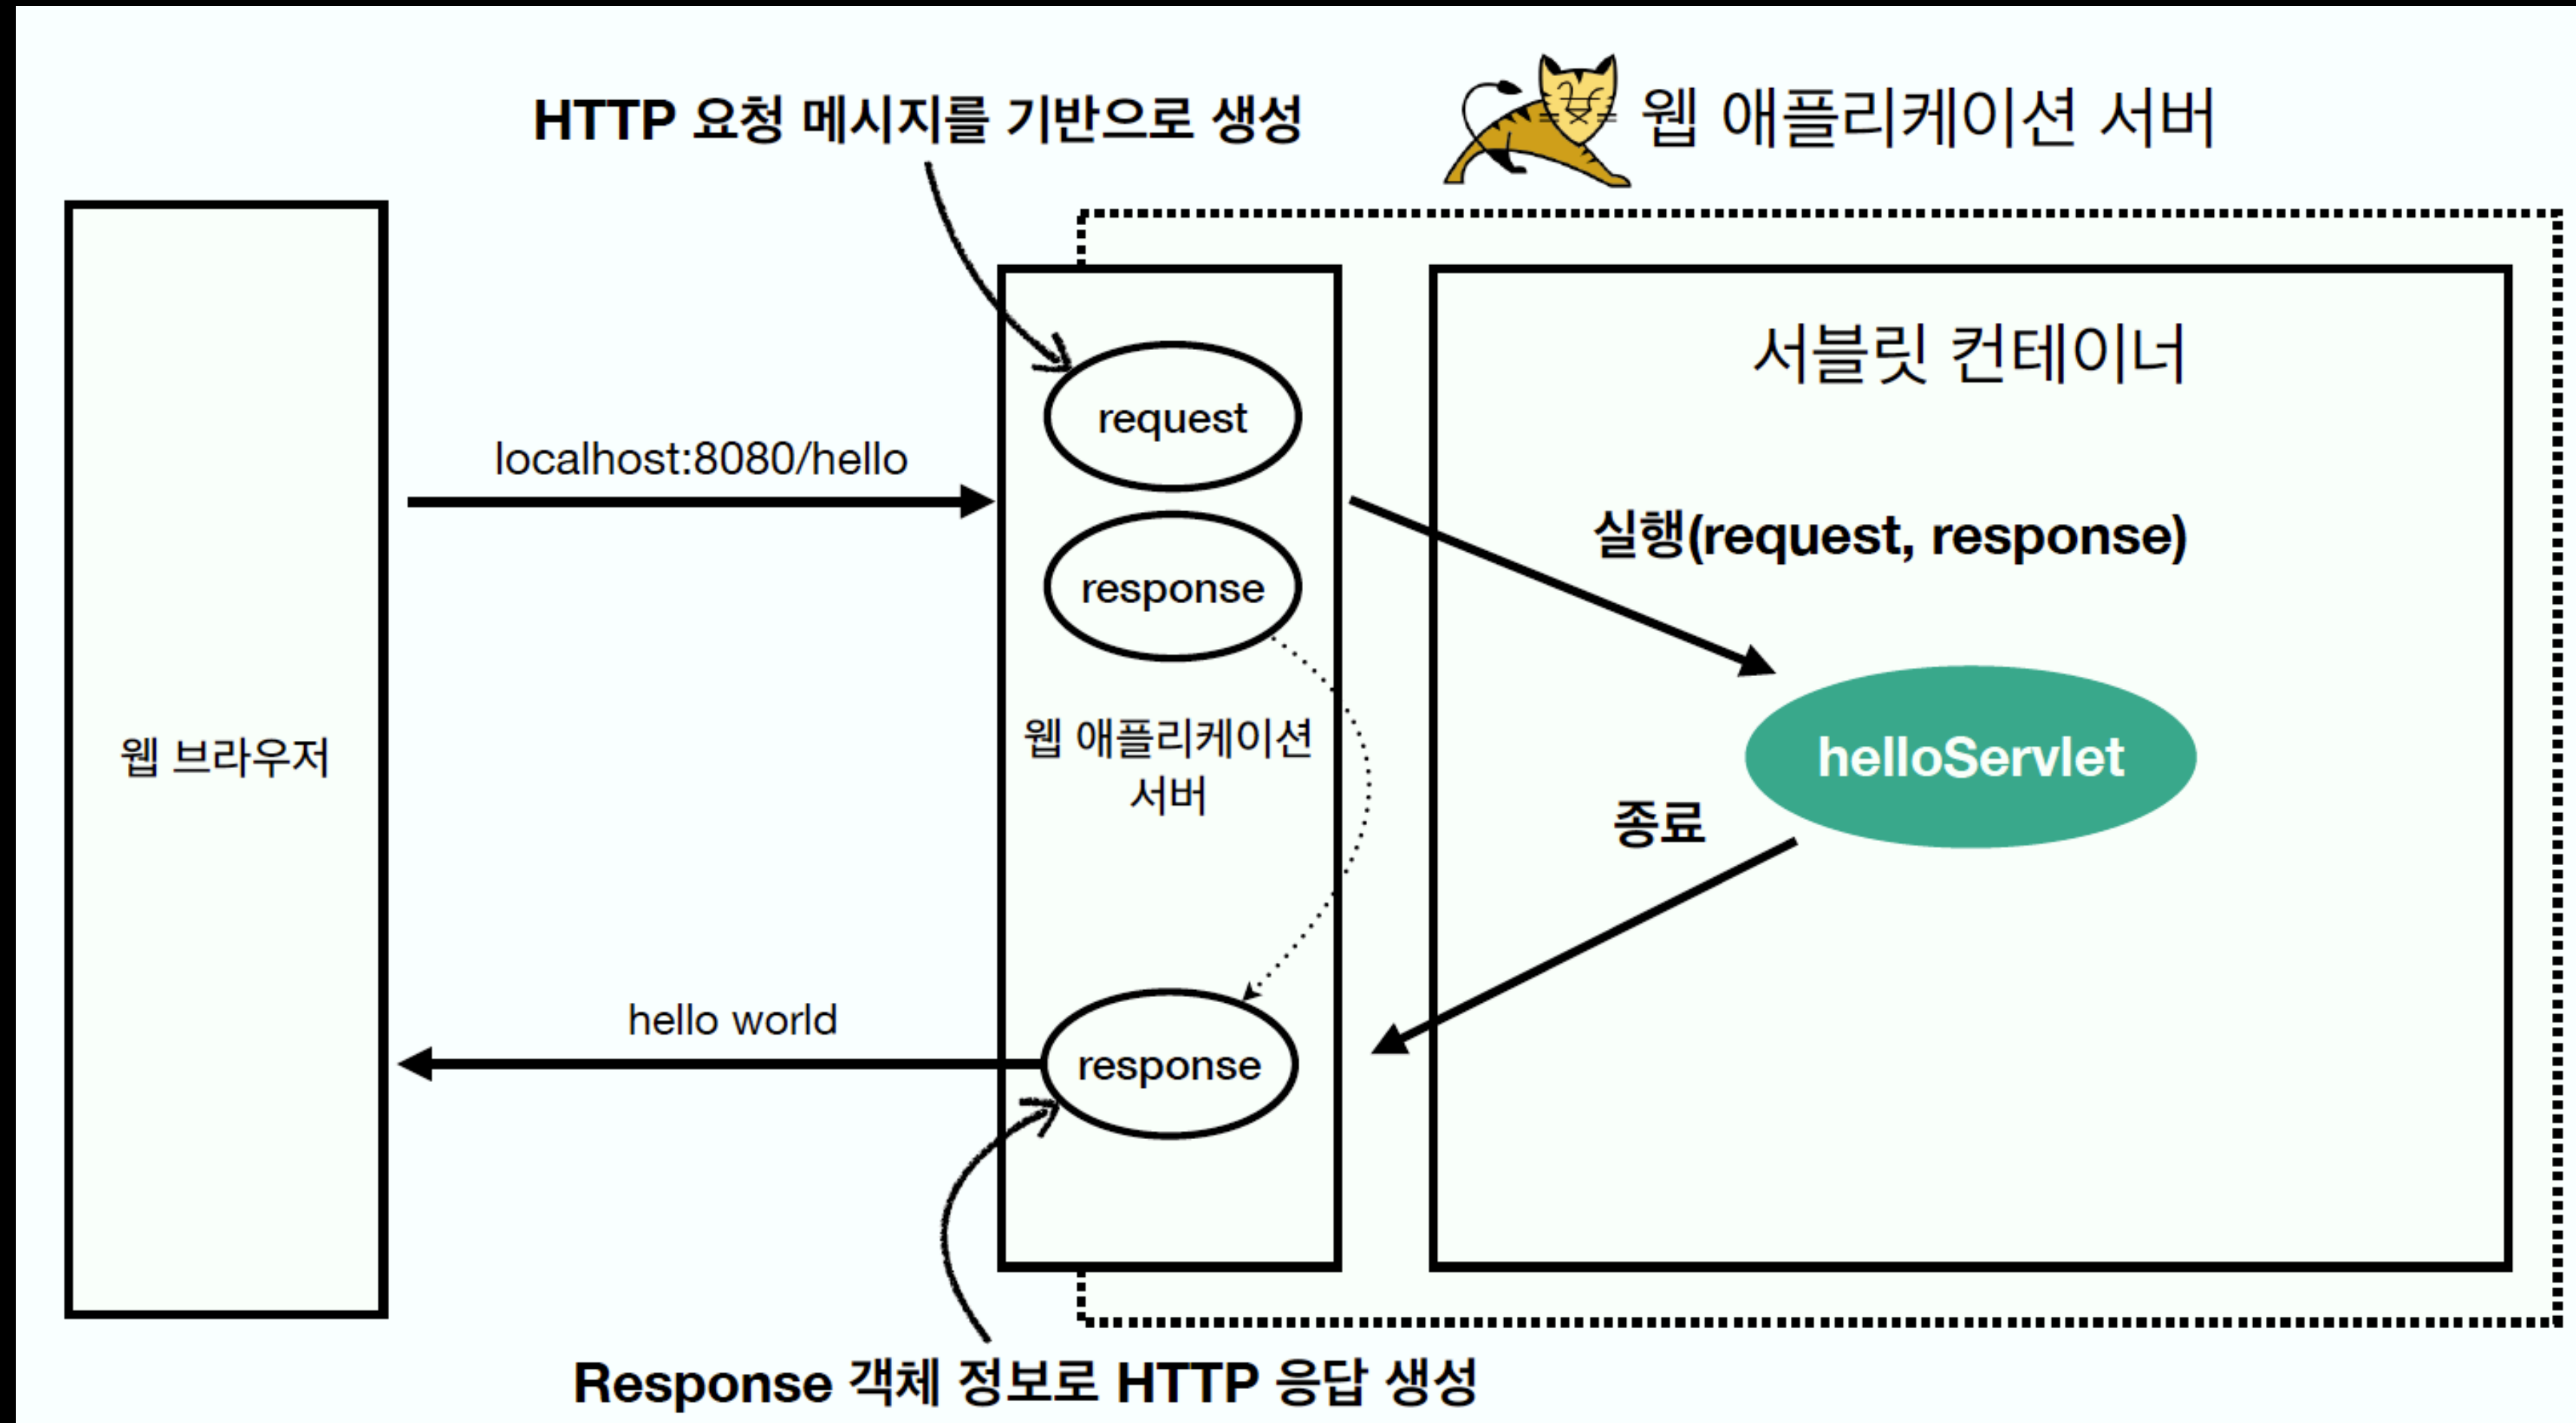 HTTP 요청 메시지를 기반으로 생성
웹 애플리케이션 서버
웹 브라우저
localhost:8080/hello
request
response
웹 애플리케이션
서버
서블릿 컨테이너
실행(request, response)
helloServlet
종료
hello world
response
Response 객체 정보로 HTTP 응답 생성